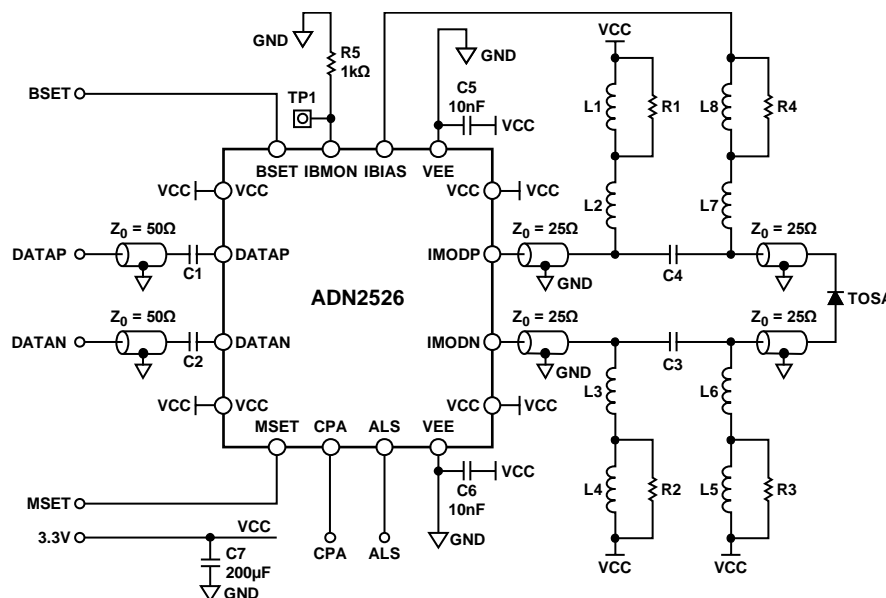 GND
R5
1kΩ
GND
VCC
BSET
TP1
C5
10nF
VCC
L1
R1
L8
R4
BSET
IBMON
IBIAS
VEE
VCC
VCC
VCC
VCC
L2
L7
Z0 = 50Ω
Z0 = 25Ω
Z0 = 25Ω
DATAP
C1
DATAP
IMODP
GND
C4
ADN2526
TOSA
Z0 = 50Ω
Z0 = 25Ω
Z0 = 25Ω
DATAN
C2
DATAN
IMODN
GND
C3
L3
L6
VCC
VCC
VCC
VCC
MSET
CPA
ALS
VEE
VCC
C6
10nF
L4
R2
L5
R3
MSET
3.3V
VCC
GND
C7
200µF
GND
CPA
ALS
VCC
VCC